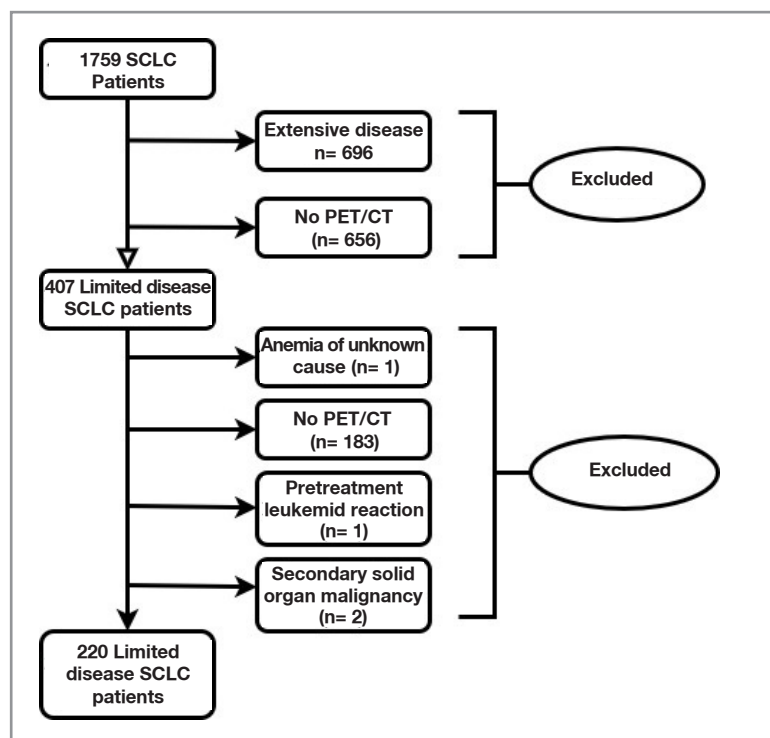 1759 SCLC
Patients
Extensive disease
n= 696
Excluded
No PET/CT
(n= 656)
407 Limited disease
SCLC patients
Anemia of unknown
cause (n= 1)
No PET/CT
(n= 183)
Excluded
Pretreatment
leukemid reaction
(n= 1)
Secondary solid
organ malignancy
(n= 2)
220 Limited
disease SCLC
patients